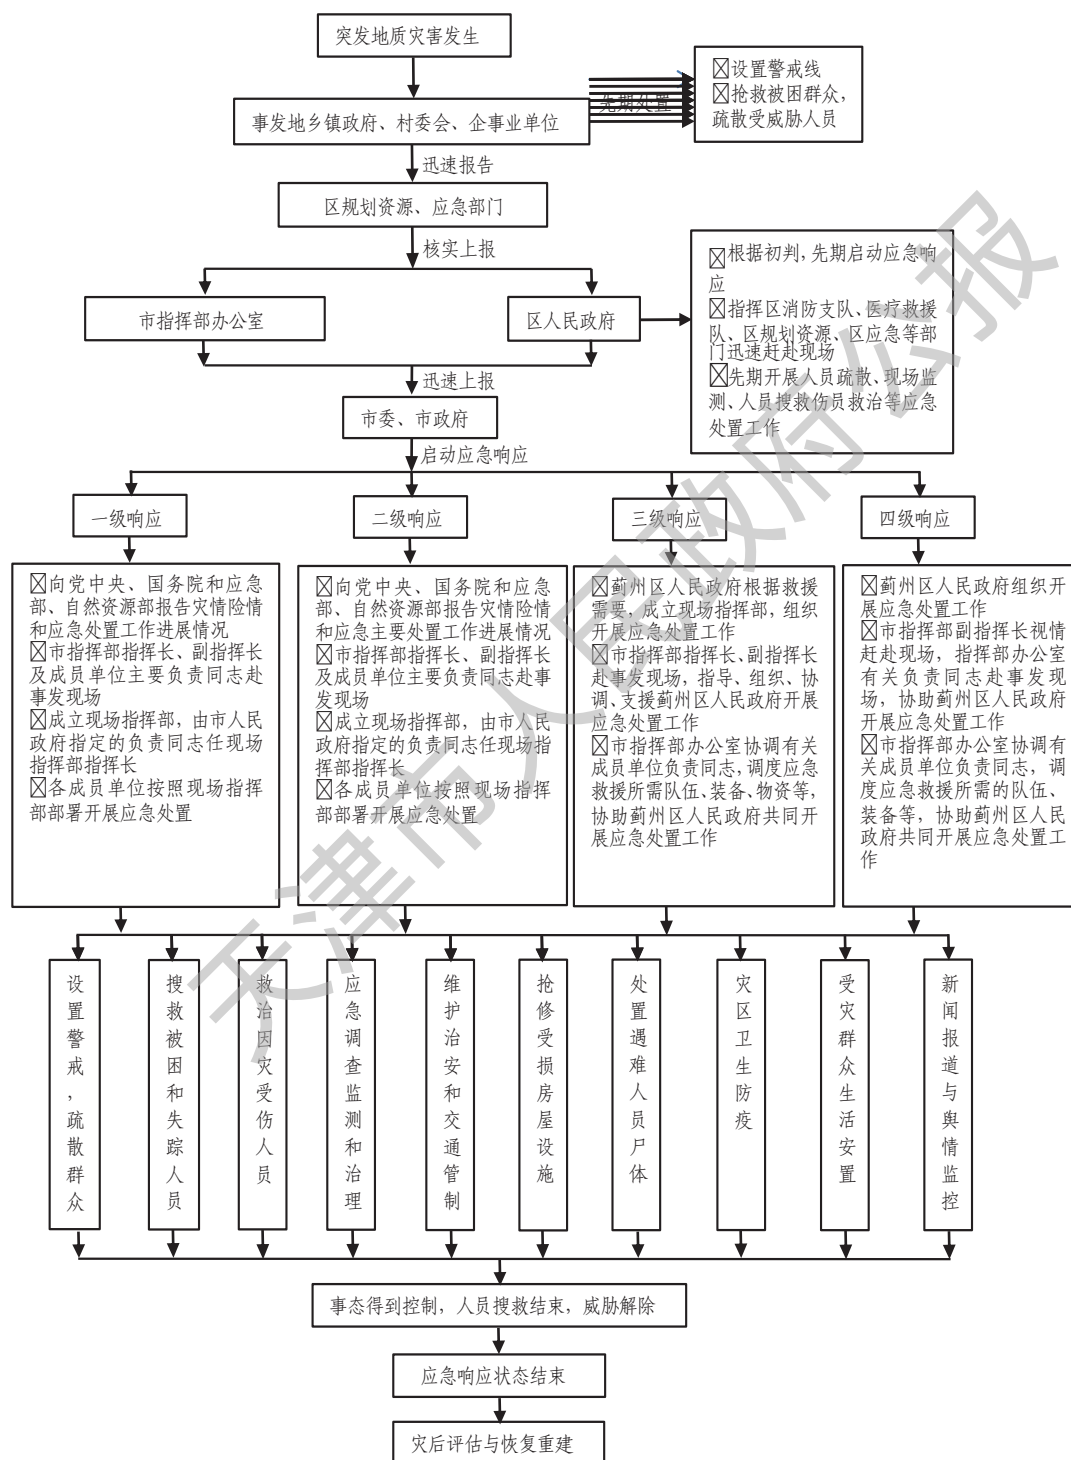 突发地质灾害发生
设置警戒线
抢救被困群众，
疏散受威胁人员
先期处置
事发地乡镇政府、村委会、企事业单位
迅速报告
区规划资源、应急部门
核实上报
市指挥部办公室
区人民政府
根据初判，先期启动应急响
应
指挥区消防支队、医疗救援
队、区规划资源、区应急等部
门迅速赶赴现场
先期开展人员疏散、现场监
测、人员搜救伤员救治等应急
处置工作
迅速上报
市委、市政府
启动应急响应
一级响应
二级响应
三级响应
四级响应
向党中央、国务院和应急
部、自然资源部报告灾情险情
和应急处置工作进展情况
市指挥部指挥长、副指挥长
及成员单位主要负责同志赴
事发现场
成立现场指挥部，由市人民
政府指定的负责同志任现场
指挥部指挥长
各成员单位按照现场指挥
部部署开展应急处置
向党中央、国务院和应急
部、自然资源部报告灾情险情
和应急主要处置工作进展情况
市指挥部指挥长、副指挥长
及成员单位主要负责同志赴事
发现场
成立现场指挥部，由市人民
政府指定的负责同志任现场指
挥部指挥长
各成员单位按照现场指挥
部部署开展应急处置
蓟州区人民政府根据救援
需要，成立现场指挥部，组织
开展应急处置工作
市指挥部指挥长、副指挥长
赴事发现场，指导、组织、协
调、支援蓟州区人民政府开展
应急处置工作
市指挥部办公室协调有关
成员单位负责同志，调度应急
救援所需队伍、装备、物资等，
协助蓟州区人民政府共同开
展应急处置工作
蓟州区人民政府组织开
展应急处置工作
市指挥部副指挥长视情
赶赴现场，指挥部办公室
有关负责同志赴事发现
场，协助蓟州区人民政府
开展应急处置工作
市指挥部办公室协调有
关成员单位负责同志，调
度应急救援所需的队伍、
装备等，协助蓟州区人民
政府共同开展应急处置工
作
设置警戒，疏散群众
搜救被困和失踪人员
救治因灾受伤人员
应急调查监测和治理
维护治安和交通管制
抢修受损房屋设施
处置遇难人员尸体
灾区卫生防疫
受灾群众生活安置
新闻报道与舆情监控
事态得到控制，人员搜救结束，威胁解除
应急响应状态结束
灾后评估与恢复重建
天津市人民政府公报